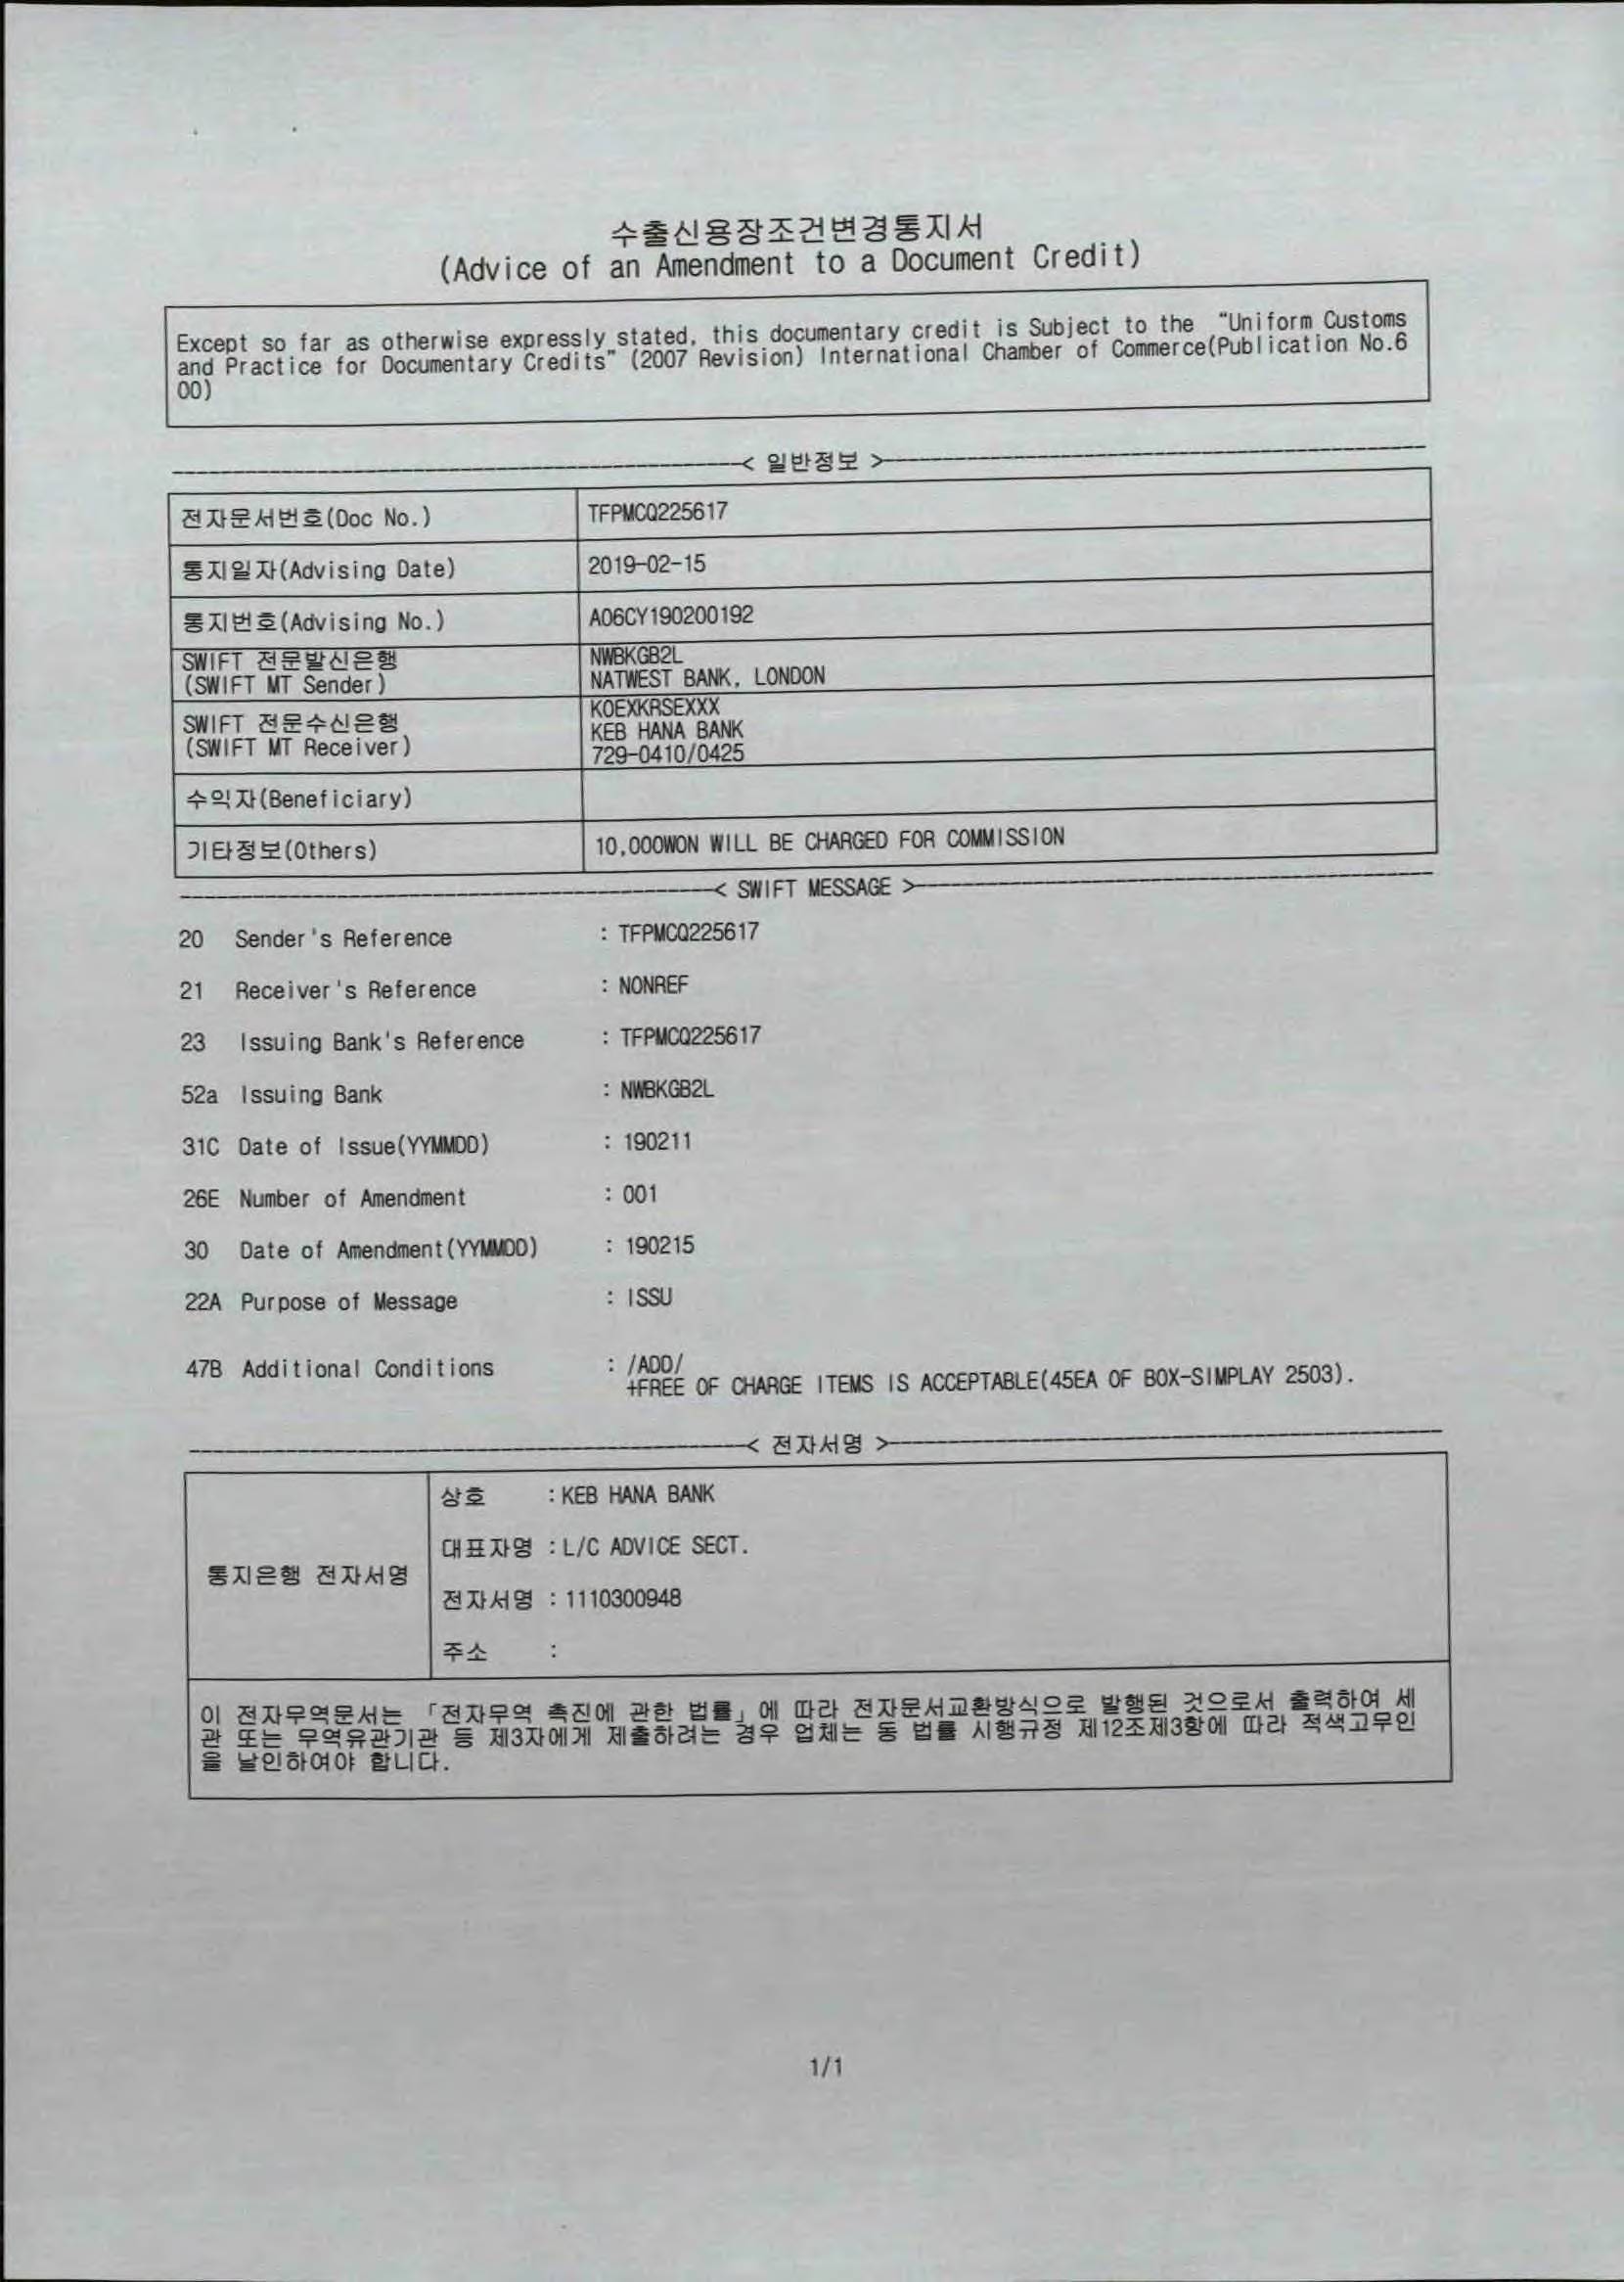 수출신용장조건변경통지서
(Advice of an Amendment to a Document Credit)
Except so far as otherwise expressly stated, this documentary credit is Subject to the "Uniform Customs
and Practice for Documentary Credits" (2007 Revision) International Chamber of Commerce(Publication No.6
00)
< 일반정보 >
전자문서번호(Doc No.) TFPMCQ225617
통지일자(Advising Date) 2019-02-15
통지번호(Advising No.) A06CY190200192
SWIFT 전문발신은행
(SWIFT MT Sender)
NWBKGB2L
NATWEST BANK, LONDON
SWIFT 전문수신은행
(SWIFT MT Receiver)
KOEXKRSEXXX
KEB HANA BANK
729-0410/0425
수익자(Beneficiary)
기타정보(Others) 10,000WON WILL BE CHARGED FOR COMMISSION
< SWIFT MESSAGE >
20 Sender's Reference : TFPMCQ225617
21 Receiver's Reference : NONREF
23 Issuing Bank's Reference : TFPMCQ225617
52a Issuing Bank : NWBKGB2L
31C Date of Issue(YYMMDD) : 190211
26E Number of Amendment : 001
30 Date of Amendment(YYMMDD) : 190215
22A Purpose of Message : ISSU
47B Additional Conditions : /ADD/
+FREE OF CHARGE ITEMS IS ACCEPTABLE(45EA OF BOX-SIMPLAY 2503).
< 전자서명 >
통지은행 전자서명
상호 : KEB HANA BANK
대표자명 : L/C ADVICE SECT.
전자서명 : 1110300948
주소 :
이 전자무역문서는 「전자무역 촉진에 관한 법률」에 따라 전자문서교환방식으로 발행된 것으로서 출력하여 세
관 또는 무역유관기관 등 제3자에게 제출하려는 경우 업체는 동 법률 시행규정 제12조제3항에 따라 적색고무인
을 날인하여야 합니다.
1/1